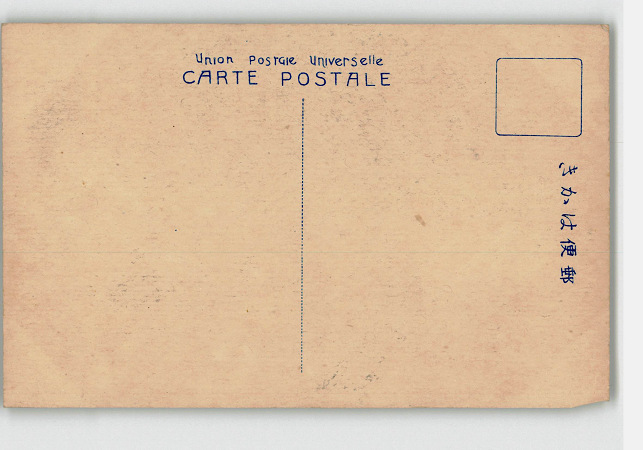 Union Postale Universelle
CARTE POSTALE
郵便はかき